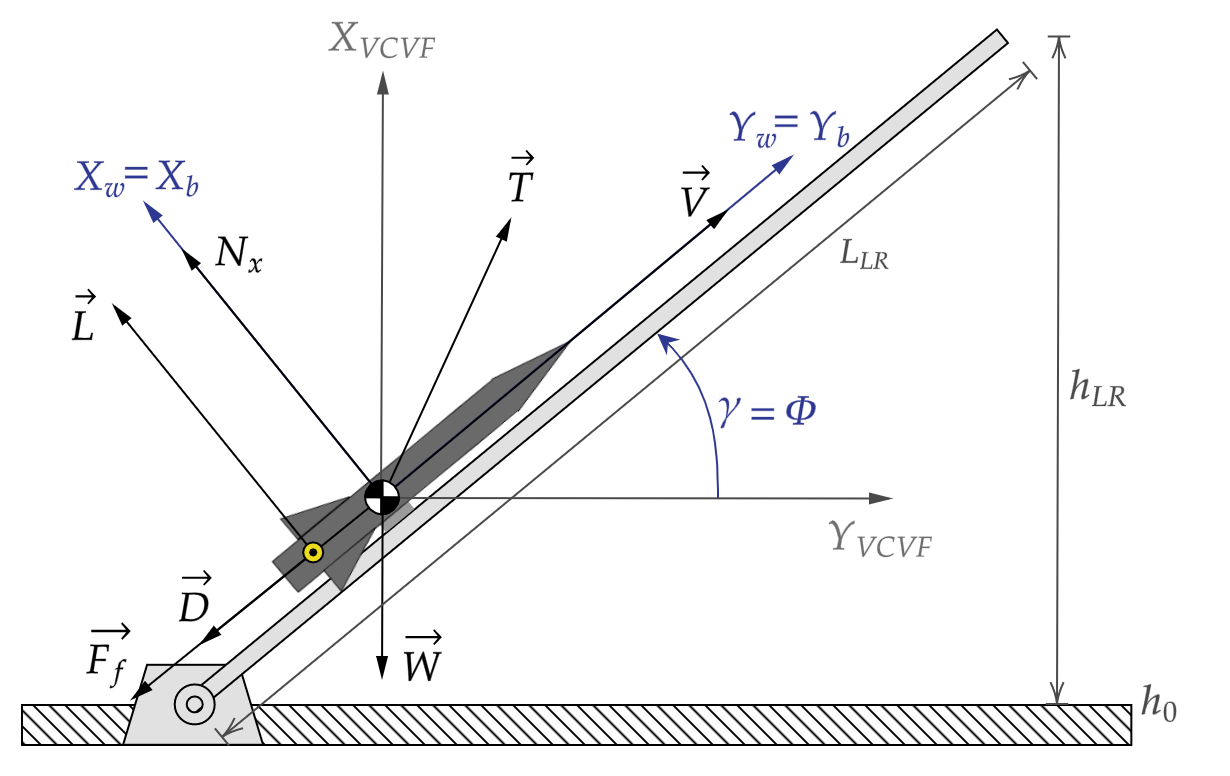 X_VCVF
Y_w = Y_b
X_w = X_b
T
V
N_x
L_LR
L
h_LR
γ = Φ
Y_VCVF
D
F_f
W
h_0